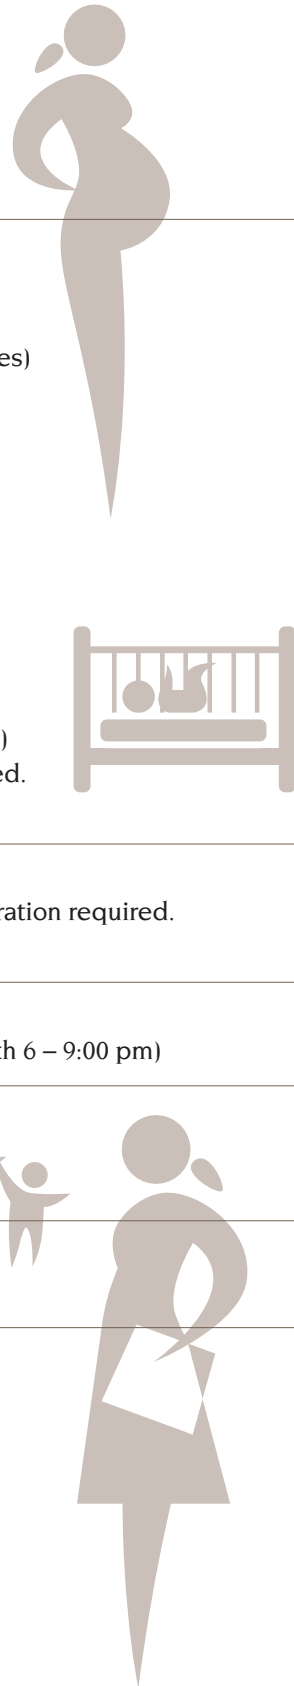 es)
)
ed.
ration required.
th 6 – 9:00 pm)